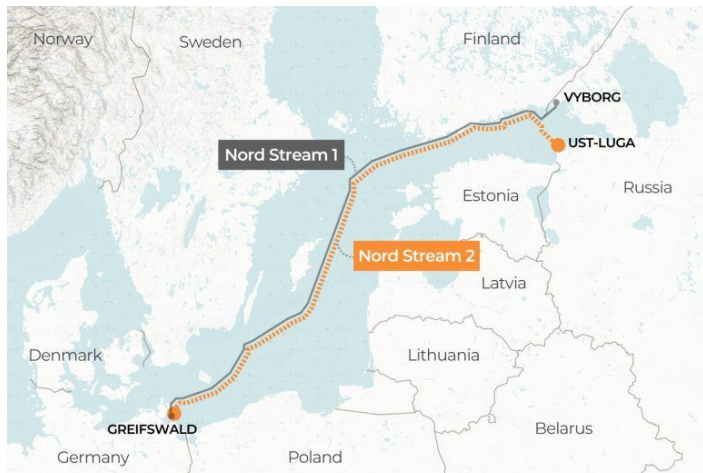 Norway
Sweden
Finland
VYBORG
UST-LUGA
Nord Stream 1
Russia
Estonia
Nord Stream 2
Latvia
Denmark
Lithuania
GREIFSWALD
Belarus
Germany
Poland